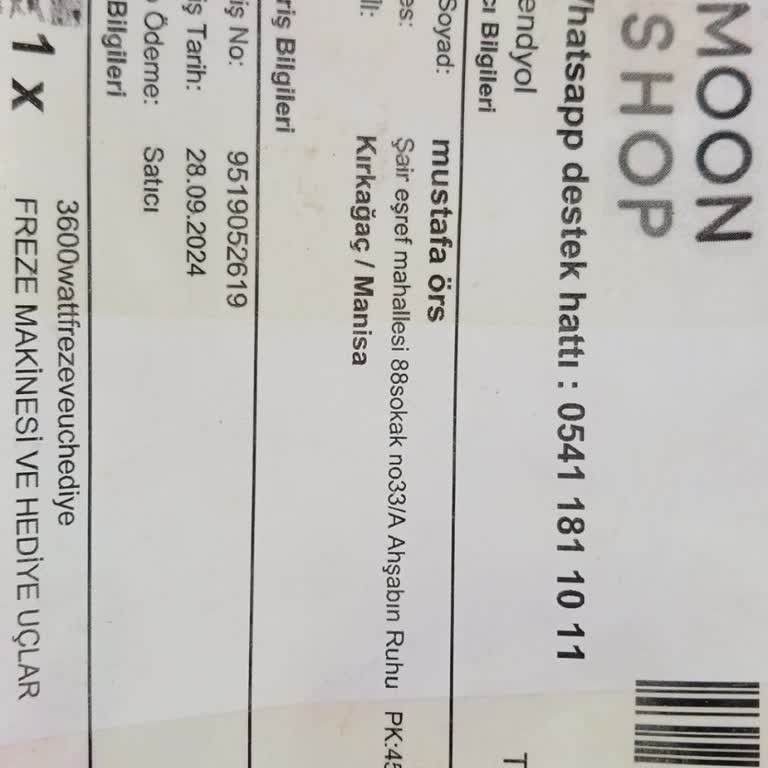 MOON
SHOP
Whatsapp destek hattı : 0541 181 10 11
endyol
cı Bilgileri
Soyad: mustafa örs
es: Şair eşref mahallesi 88sokak no33/A Ahşabın Ruhu PK:45
İl: Kırkağaç / Manisa
riş Bilgileri
iş No: 9519052619
iş Tarih: 28.09.2024
Ödeme: Satıcı
Bilgileri
3600wattfrezeveuchediye
1 x FREZE MAKİNESİ VE HEDİYE UÇLAR